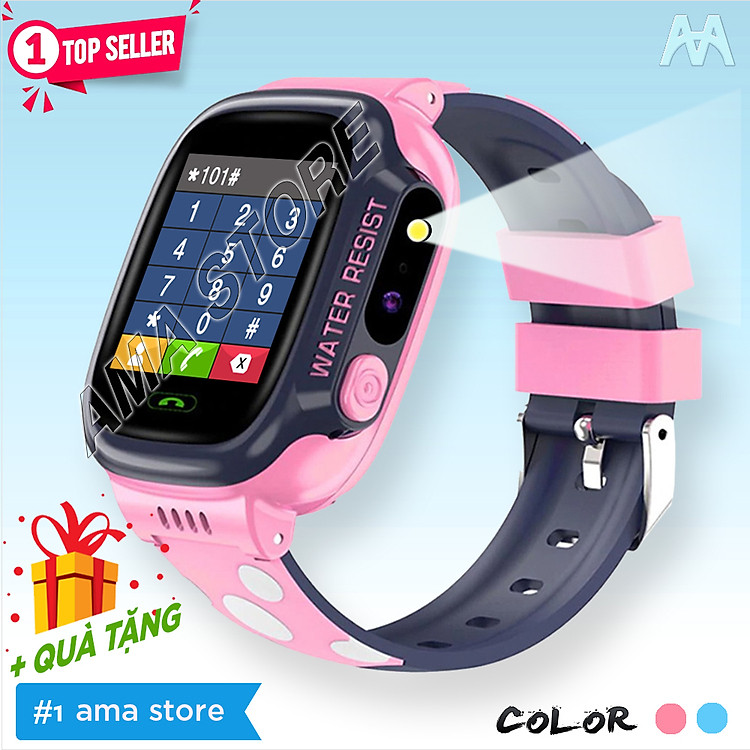 1 TOP SELLER
AA
*101#
1 2 3
4 5 6
7 8 9
* 0 #
X
WATER RESIST
AMA STORE
+ QUÀ TẶNG
#1 ama store
COLOR